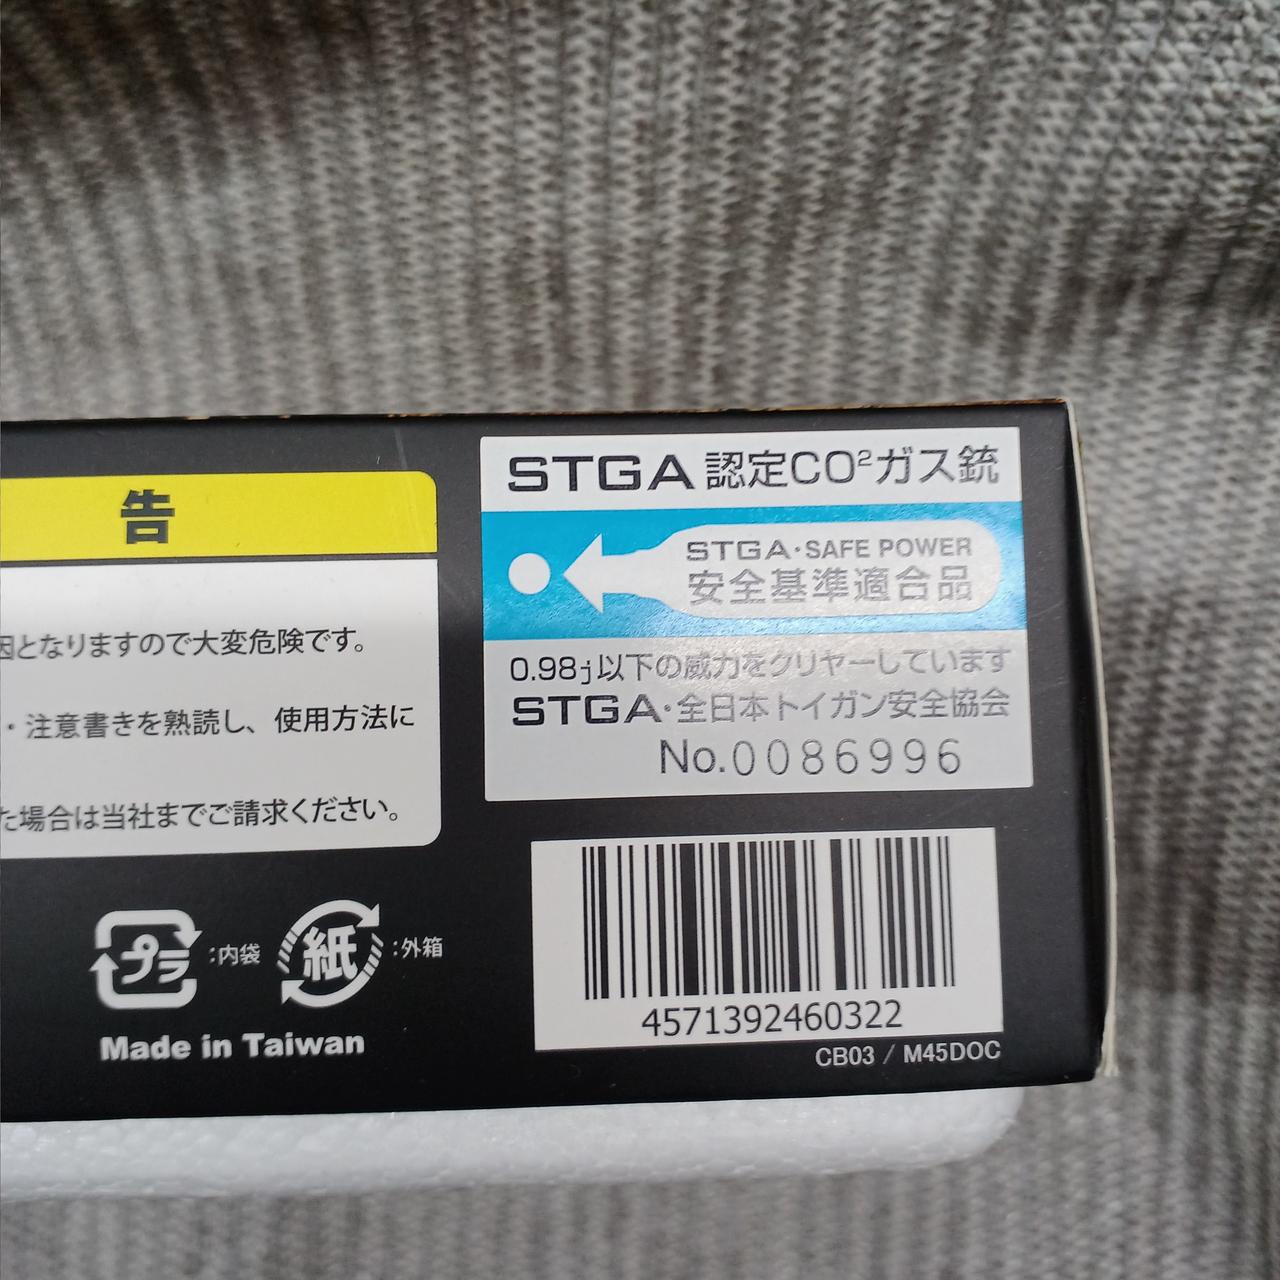 告
因となりますので大変危険です。
・注意書きを熟読し、使用方法に
た場合は当社までご請求ください。
プラ
:内袋
紙
:外箱
Made in Taiwan
STGA 認定CO²ガス銃
STGA・SAFE POWER
安全基準適合品
0.98j以下の威力をクリヤーしています
STGA・全日本トイガン安全協会
No.0086996
4571392460322
CB03 / M45DOC